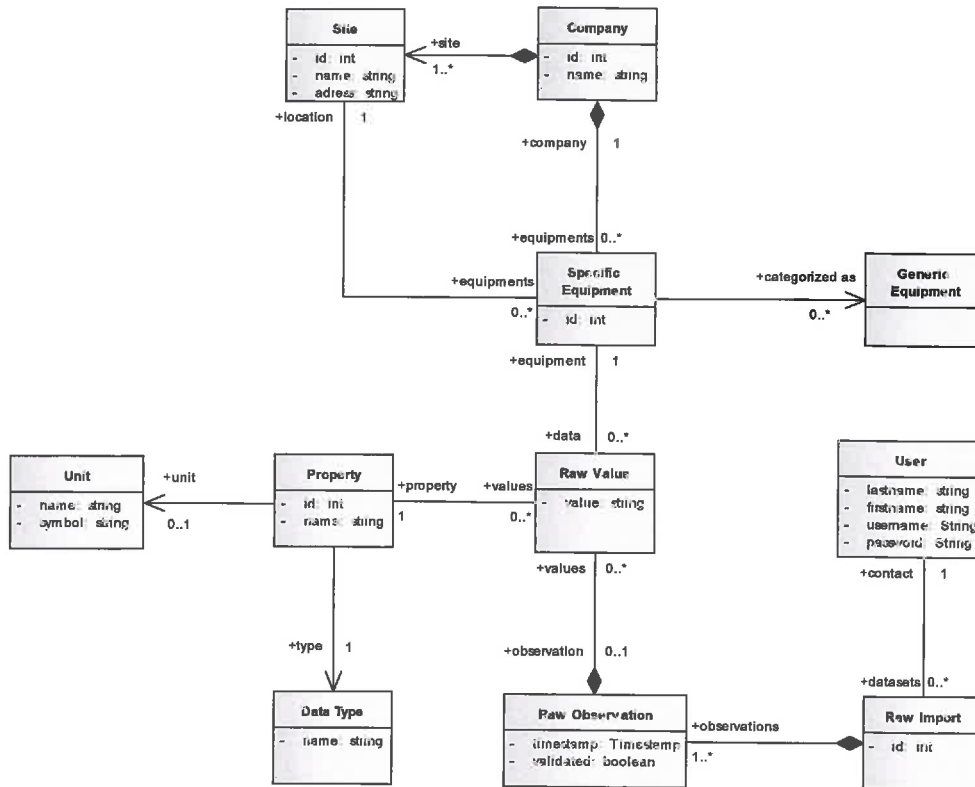 Site
- id: int
- name: string
- adress: string
+site
1..*
Company
- id: int
- name: string
+location 1
+company 1
+equipments 0..*
+equipments
0..*
Specific
Equipment
- id: int
+categorized as
0..*
Generic
Equipment
+equipment 1
+data 0..*
Unit
- name: string
- symbol: string
+unit
0..1
Property
- id: int
- name: string
+property
1
+values
0..*
Raw Value
- value: string
User
- lastname: string
- firstname: string
- username: String
- password: String
+values 0..*
+contact 1
+type 1
+observation 0..1
+datasets 0..*
Data Type
- name: string
Raw Observation
- timestamp: Timestamp
- validated: boolean
+observations
1..*
Raw Import
- id: int